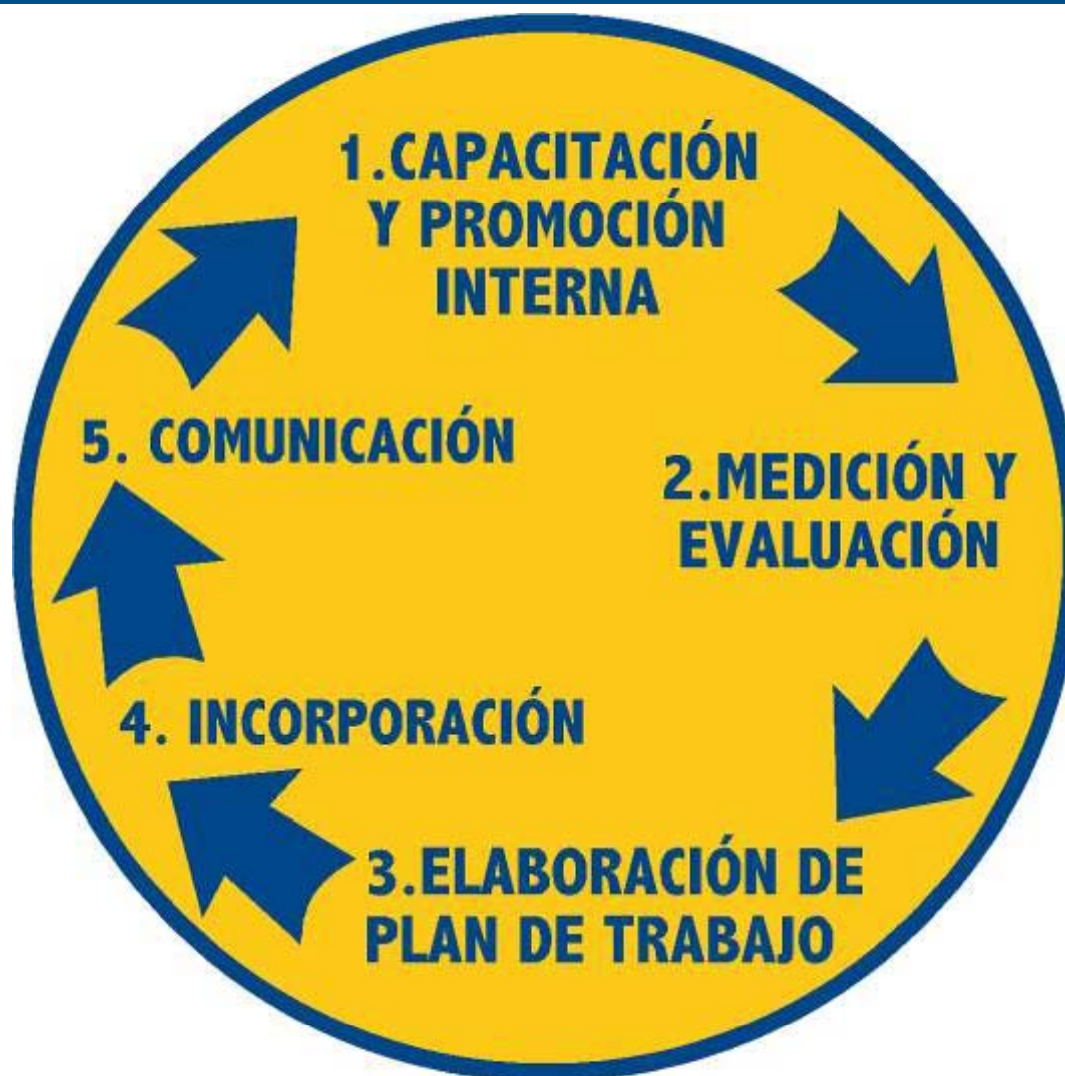 1.CAPACITACIÓN
Y PROMOCIÓN
INTERNA
2.MEDICIÓN Y
EVALUACIÓN
3.ELABORACIÓN DE
PLAN DE TRABAJO
4. INCORPORACIÓN
5. COMUNICACIÓN